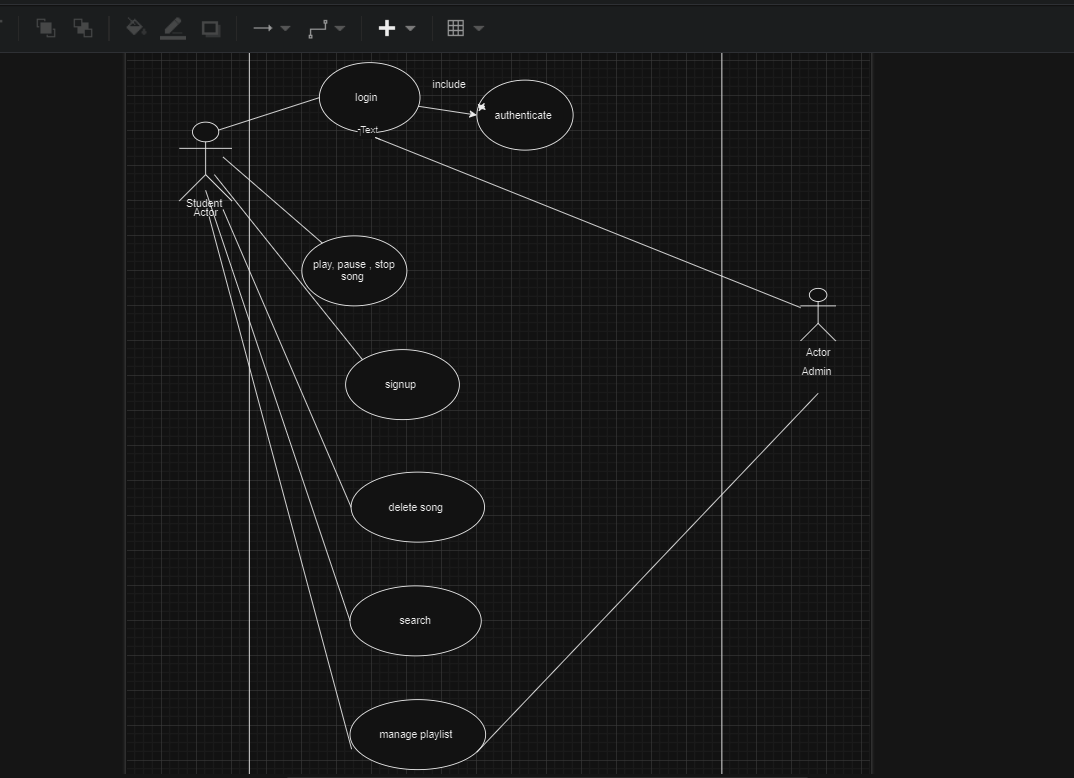 login
include
authenticate
Text
Student
Actor
play, pause , stop
song
signup
Actor
Admin
delete song
search
manage playlist